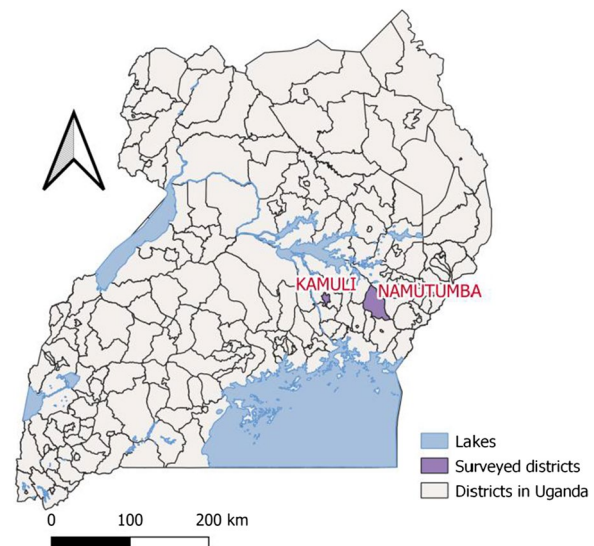 KAMULI
NAMUTUMBA
Lakes
Surveyed districts
Districts in Uganda
0 100 200 km